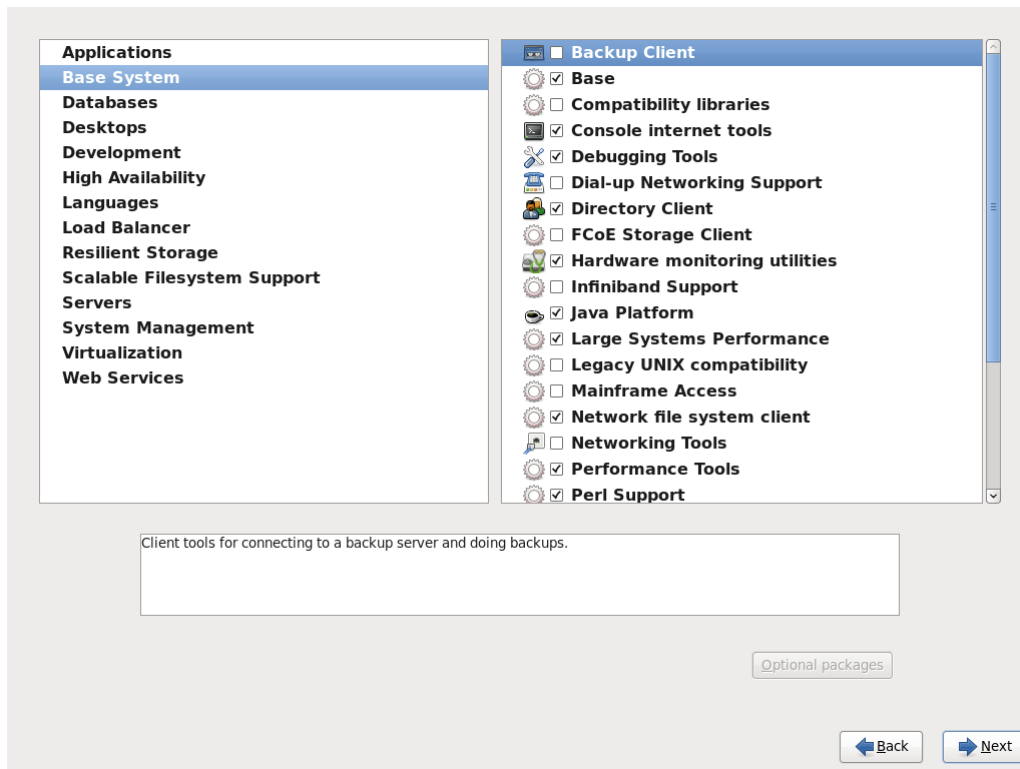 Applications
Base System
Databases
Desktops
Development
High Availability
Languages
Load Balancer
Resilient Storage
Scalable Filesystem Support
Servers
System Management
Virtualization
Web Services
Backup Client
Base
Compatibility libraries
Console internet tools
Debugging Tools
Dial-up Networking Support
Directory Client
FCoE Storage Client
Hardware monitoring utilities
Infiniband Support
Java Platform
Large Systems Performance
Legacy UNIX compatibility
Mainframe Access
Network file system client
Networking Tools
Performance Tools
Perl Support
Client tools for connecting to a backup server and doing backups.
Optional packages
Back
Next